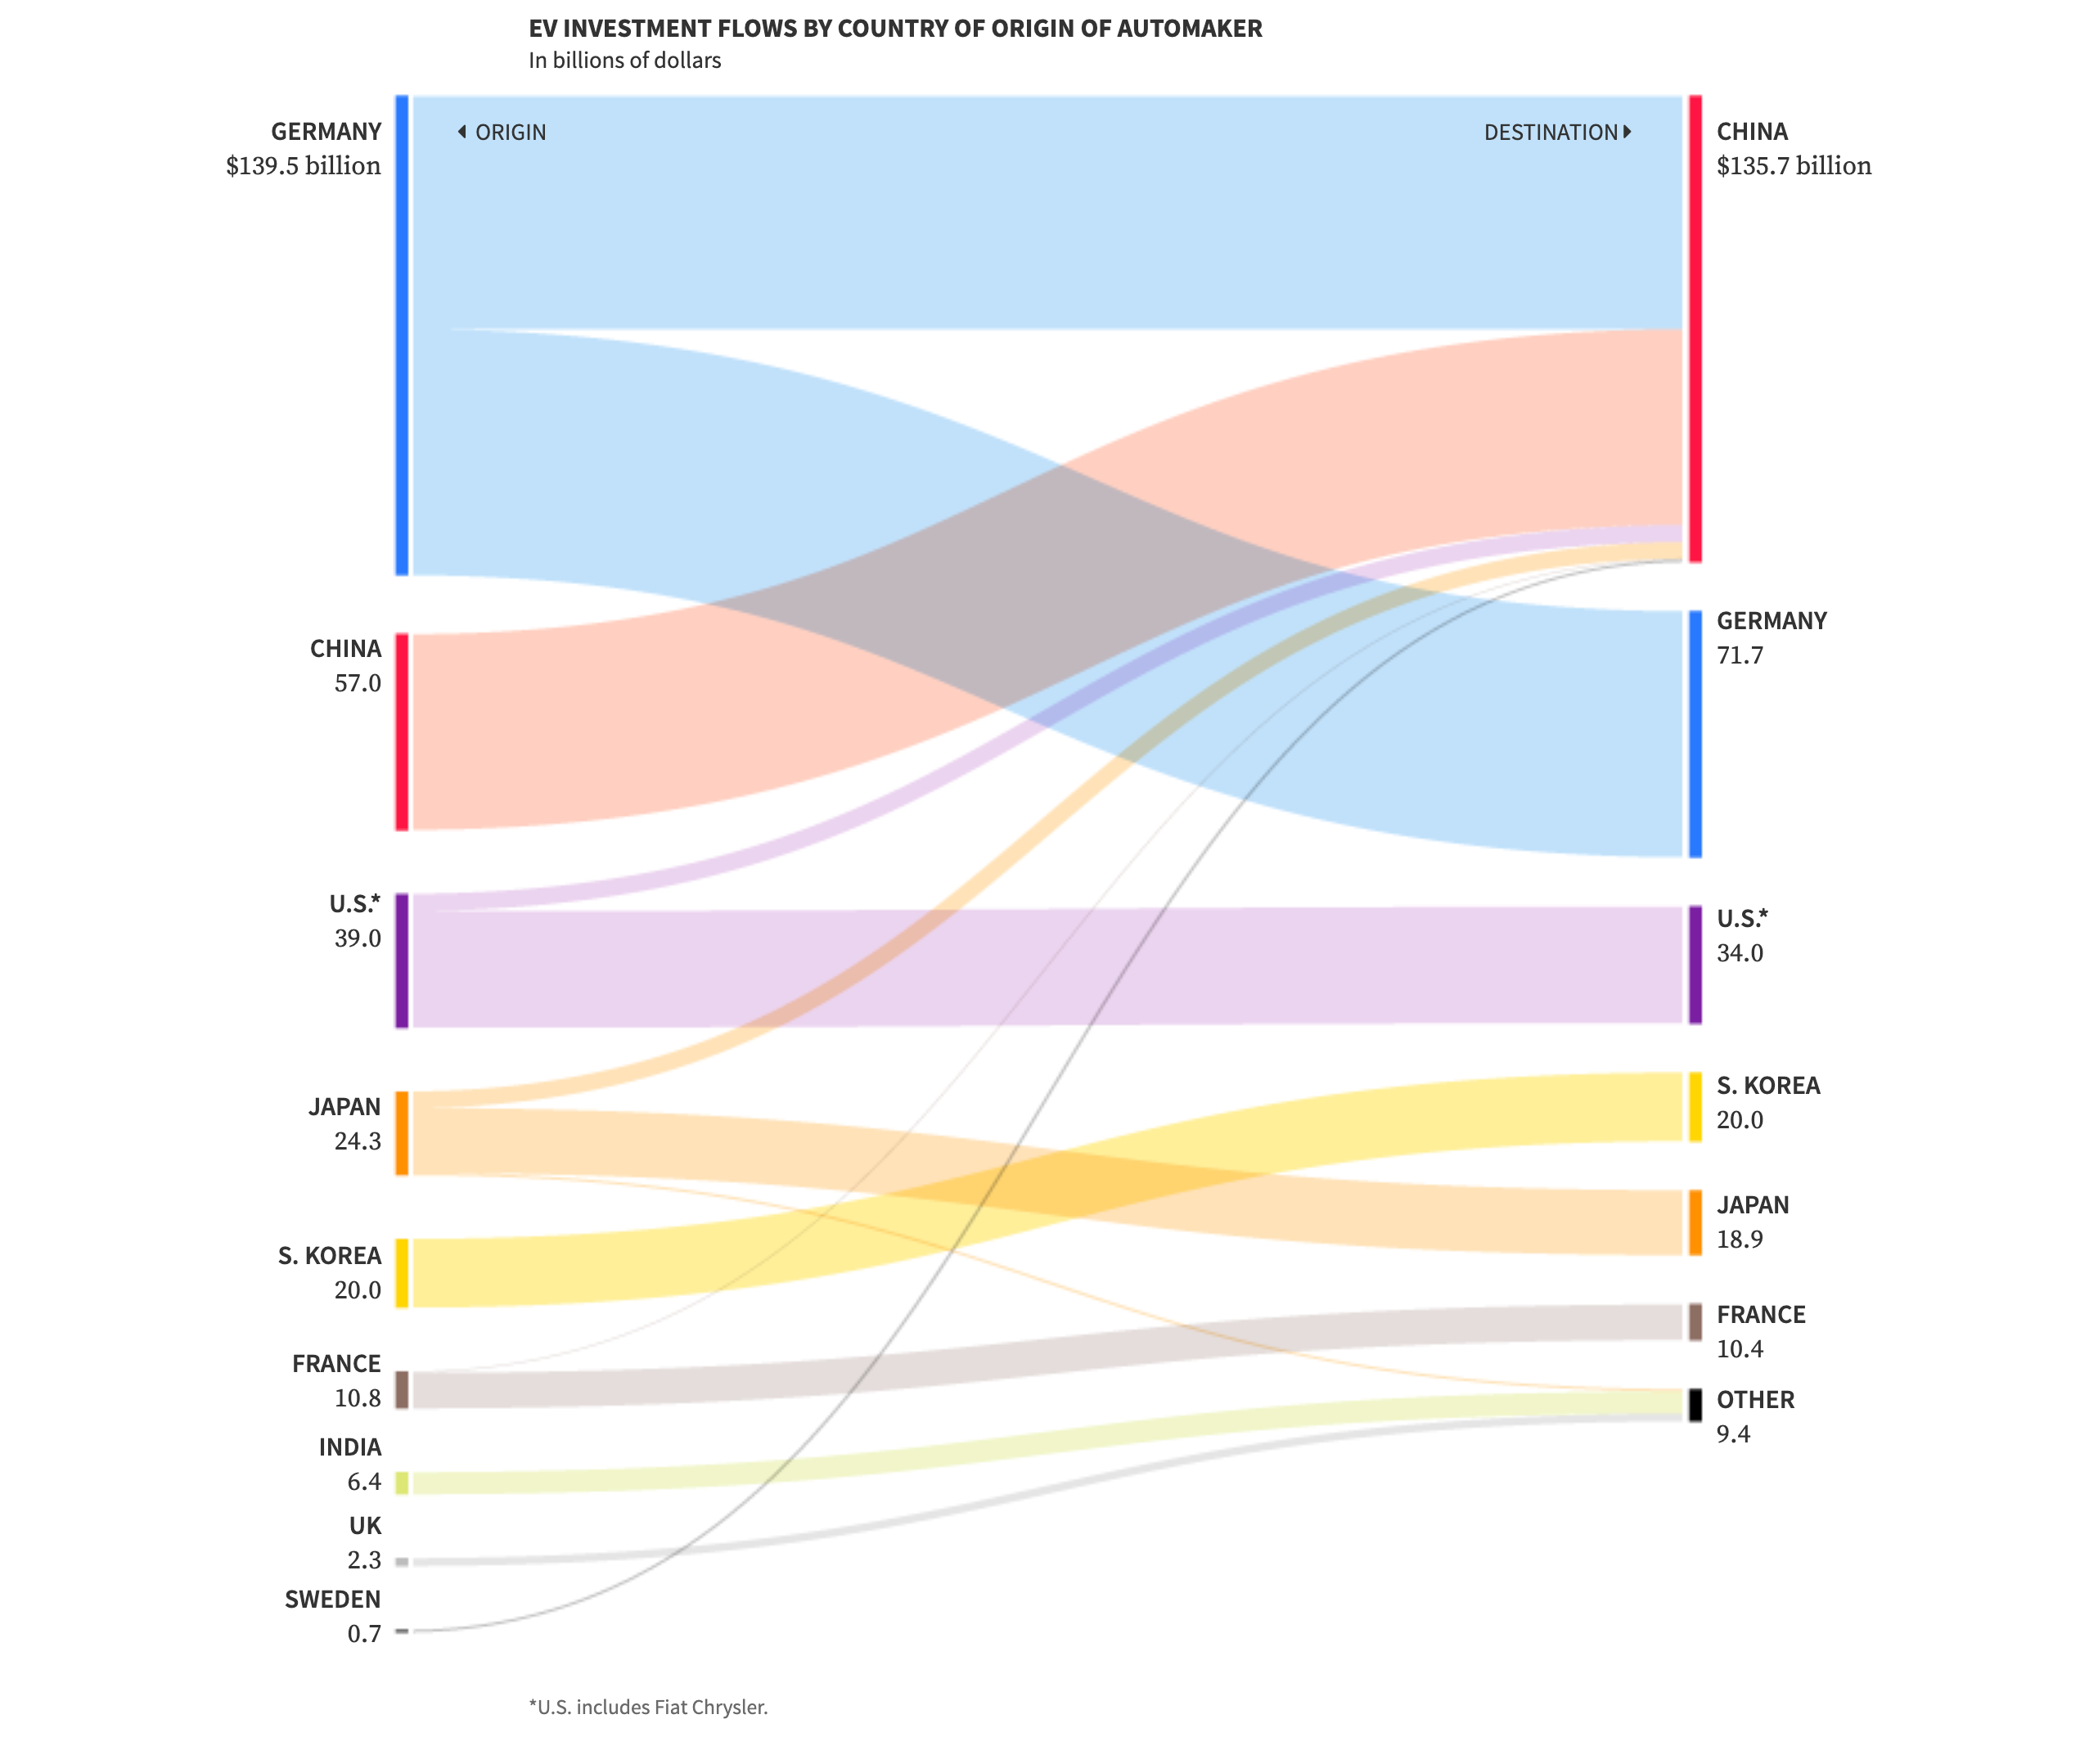 EV INVESTMENT FLOWS BY COUNTRY OF ORIGIN OF AUTOMAKER
In billions of dollars
ORIGIN
DESTINATION
GERMANY
$139.5 billion
CHINA
57.0
U.S.*
39.0
JAPAN
24.3
S. KOREA
20.0
FRANCE
10.8
INDIA
6.4
UK
2.3
SWEDEN
0.7
CHINA
$135.7 billion
GERMANY
71.7
U.S.*
34.0
S. KOREA
20.0
JAPAN
18.9
FRANCE
10.4
OTHER
9.4
*U.S. includes Fiat Chrysler.